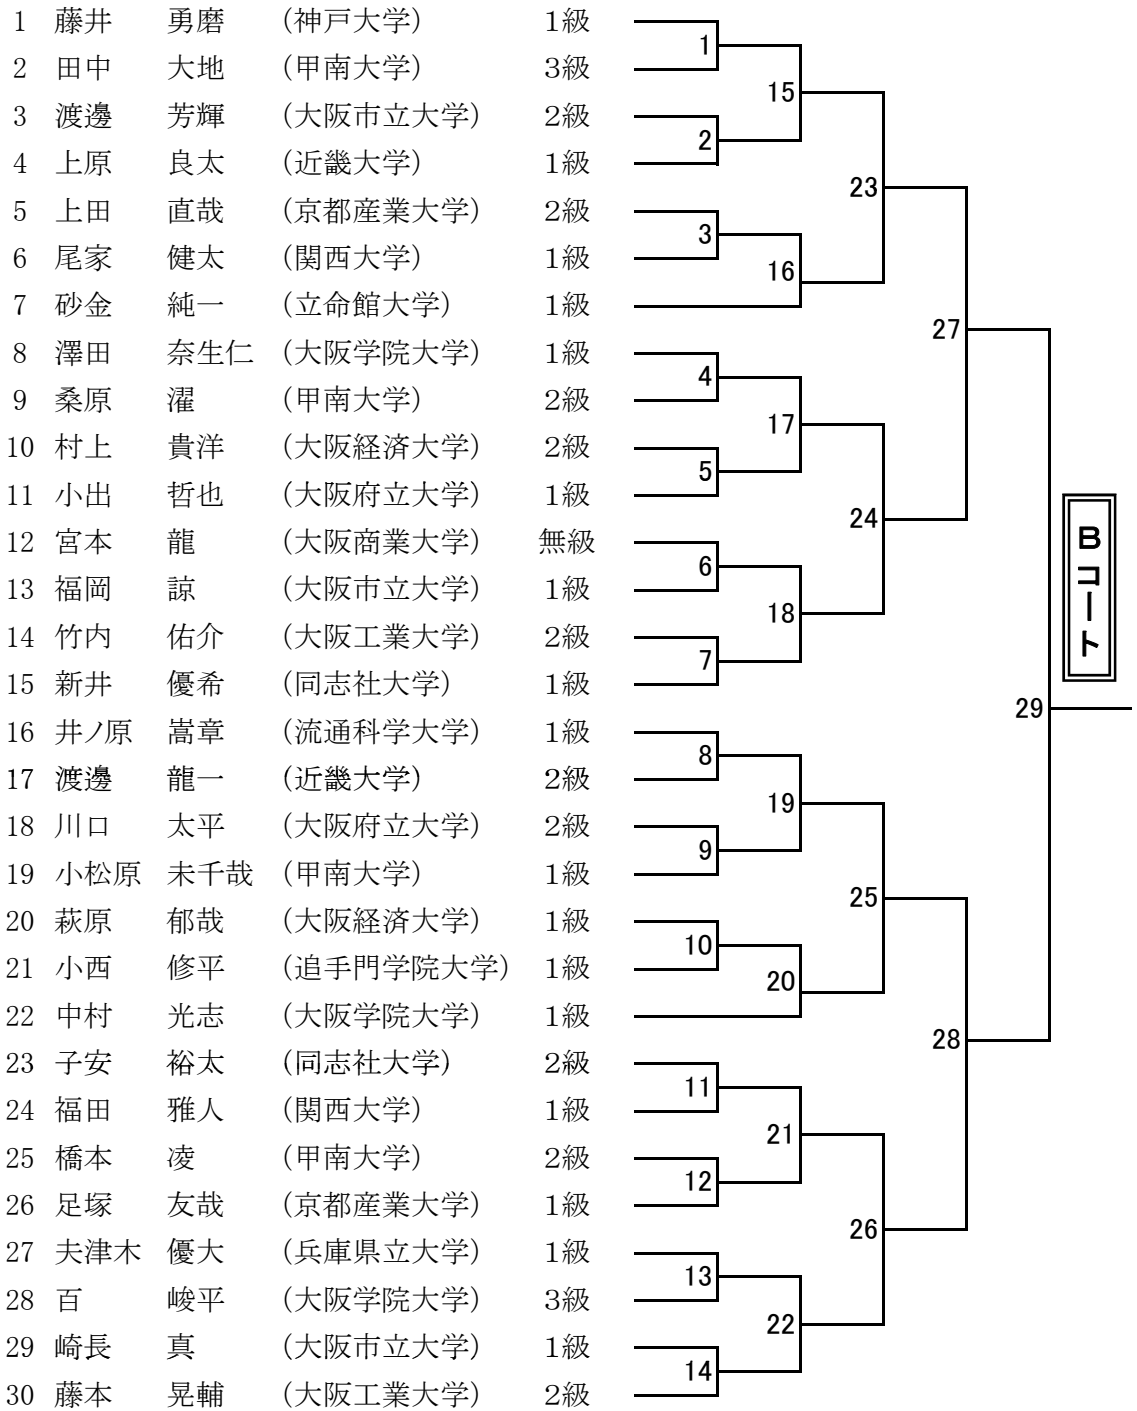 1 藤井 勇磨 (神戸大学) 1級
2 田中 大地 (甲南大学) 3級
3 渡邊 芳輝 (大阪市立大学) 2級
4 上原 良太 (近畿大学) 1級
5 上田 直哉 (京都産業大学) 2級
6 尾家 健太 (関西大学) 1級
7 砂金 純一 (立命館大学) 1級
8 澤田 奈生仁 (大阪学院大学) 1級
9 桑原 濯 (甲南大学) 2級
10 村上 貴洋 (大阪経済大学) 2級
11 小出 哲也 (大阪府立大学) 1級
12 宮本 龍 (大阪商業大学) 無級
13 福岡 諒 (大阪市立大学) 1級
14 竹内 佑介 (大阪工業大学) 2級
15 新井 優希 (同志社大学) 1級
16 井ノ原 嵩章 (流通科学大学) 1級
17 渡邊 龍一 (近畿大学) 2級
18 川口 太平 (大阪府立大学) 2級
19 小松原 未千哉 (甲南大学) 1級
20 萩原 郁哉 (大阪経済大学) 1級
21 小西 修平 (追手門学院大学) 1級
22 中村 光志 (大阪学院大学) 1級
23 子安 裕太 (同志社大学) 2級
24 福田 雅人 (関西大学) 1級
25 橋本 凌 (甲南大学) 2級
26 足塚 友哉 (京都産業大学) 1級
27 夫津木 優大 (兵庫県立大学) 1級
28 百 峻平 (大阪学院大学) 3級
29 崎長 真 (大阪市立大学) 1級
30 藤本 晃輔 (大阪工業大学) 2級
1
2
3
4
5
6
7
8
9
10
11
12
13
14
15
16
17
18
19
20
21
22
23
24
25
26
27
28
29
Bコート